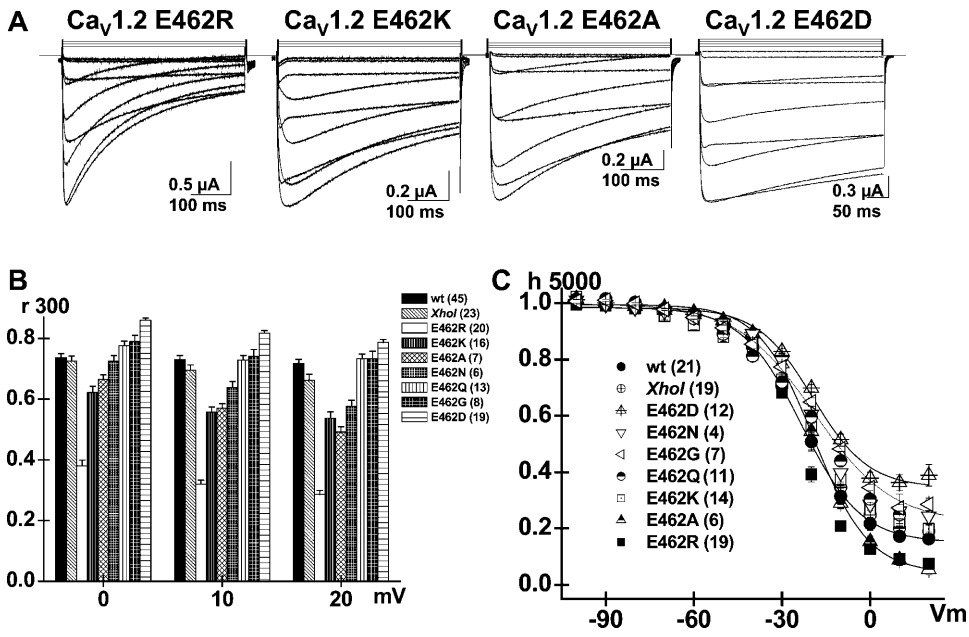 A
CaV1.2 E462R CaV1.2 E462K CaV1.2 E462A CaV1.2 E462D
0.5 µA
100 ms
0.2 µA
100 ms
0.2 µA
100 ms
0.3 µA
50 ms
B
r 300
0.8
0.6
0.4
0.2
0.0
0 10 20 mV
wt (45)
XhoI (23)
E462R (20)
E462K (16)
E462A (7)
E462N (6)
E462Q (13)
E462G (8)
E462D (19)
C h 5000
1.0
0.8
0.6
0.4
0.2
0.0
wt (21)
XhoI (19)
E462D (12)
E462N (4)
E462G (7)
E462Q (11)
E462K (14)
E462A (6)
E462R (19)
-90 -60 -30 0 Vm